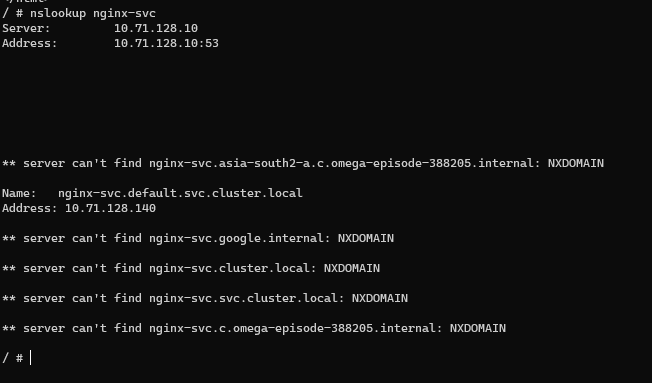 / # nslookup nginx-svc
Server: 10.71.128.10
Address: 10.71.128.10:53
** server can't find nginx-svc.asia-south2-a.c.omega-episode-388205.internal: NXDOMAIN
Name: nginx-svc.default.svc.cluster.local
Address: 10.71.128.140
** server can't find nginx-svc.google.internal: NXDOMAIN
** server can't find nginx-svc.cluster.local: NXDOMAIN
** server can't find nginx-svc.svc.cluster.local: NXDOMAIN
** server can't find nginx-svc.c.omega-episode-388205.internal: NXDOMAIN
/ #